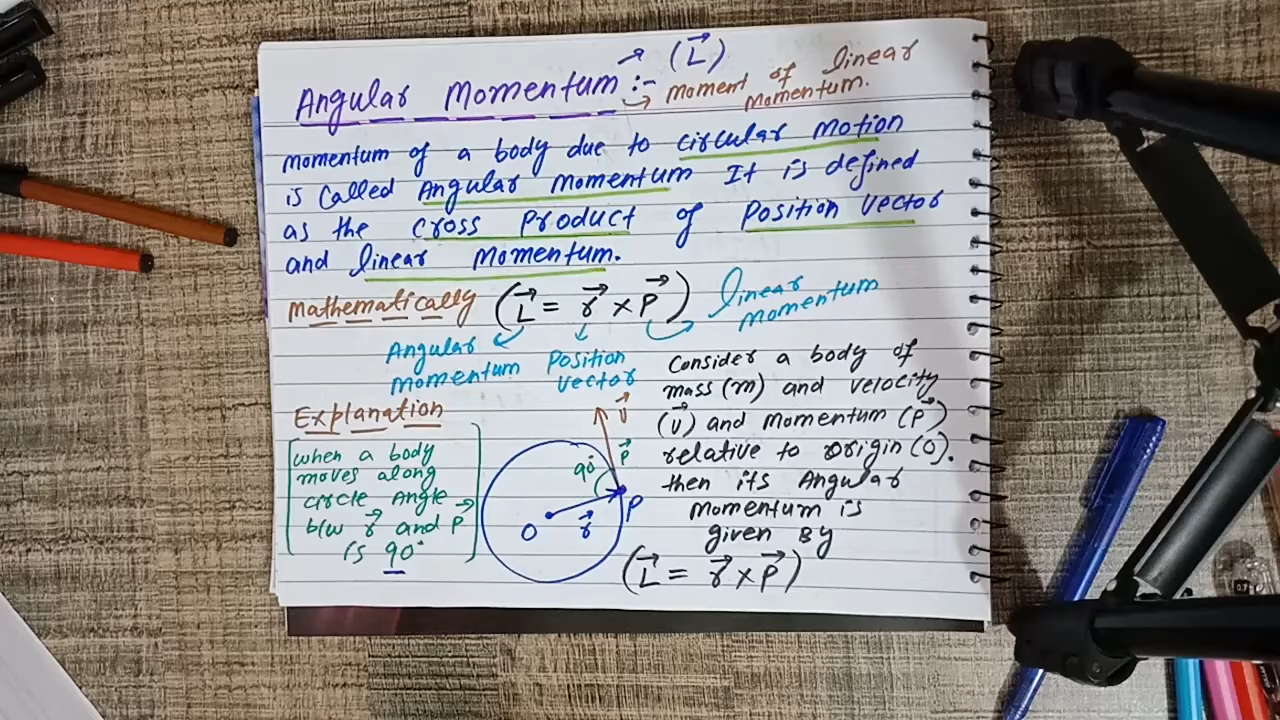 Angular Momentum :- → (L⃗)
↳ moment of linear
momentum.
momentum of a body due to circular motion
is called Angular momentum It is defined
as the cross product of position vector
and linear momentum.
Mathematically (L⃗ = r⃗ × P⃗)
linear
momentum
Angular
momentum
Position
vector
Explanation
when a body
moves along
circle Angle
b/w r⃗ and P⃗
is 90°
v⃗
P⃗
90°
P
O
r⃗
Consider a body of
mass (m) and velocity
(v⃗) and momentum (P⃗)
relative to origin (O).
then its Angular
momentum is
given By
(L⃗ = r⃗ × P⃗)
0.7